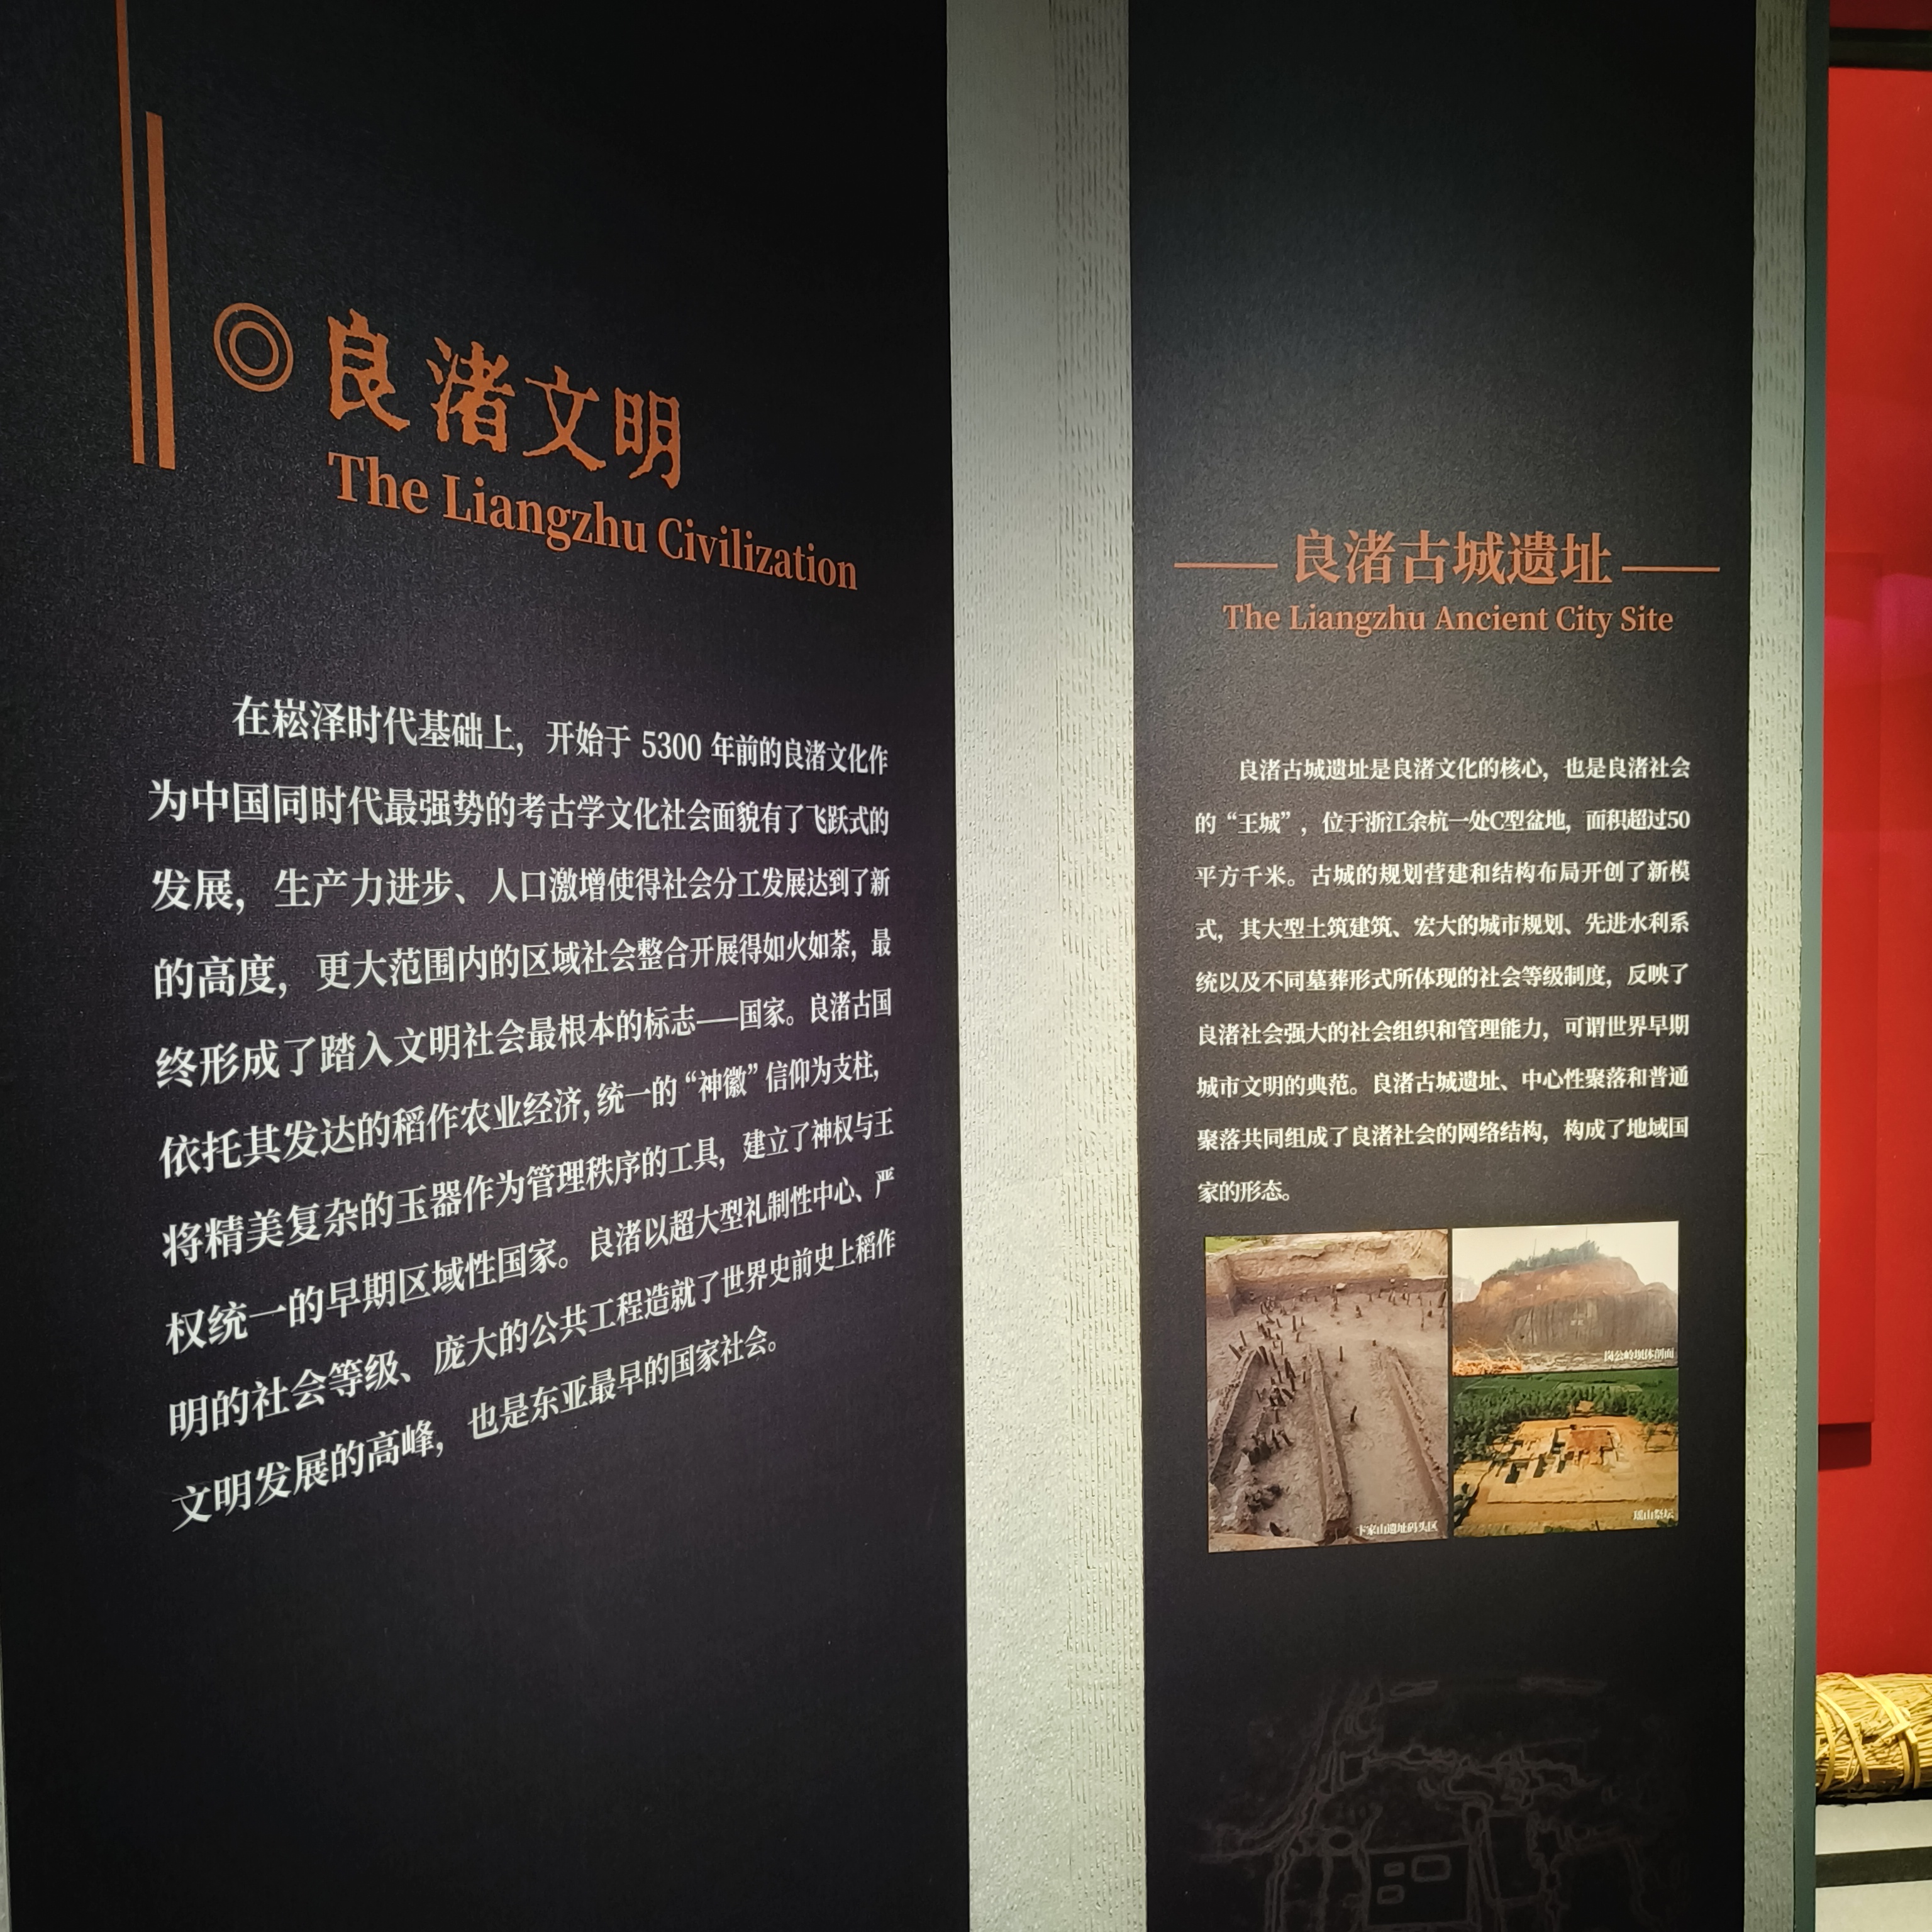 良渚文明
The Liangzhu Civilization
在崧泽时代基础上，开始于 5300 年前的良渚文化作
为中国同时代最强势的考古学文化社会面貌有了飞跃式的
发展，生产力进步、人口激增使得社会分工发展达到了新
的高度，更大范围内的区域社会整合开展得如火如荼，最
终形成了踏入文明社会最根本的标志——国家。良渚古国
依托其发达的稻作农业经济，统一的“神徽”信仰为支柱，
将精美复杂的玉器作为管理秩序的工具，建立了神权与王
权统一的早期区域性国家。良渚以超大型礼制性中心、严
明的社会等级、庞大的公共工程造就了世界史前史上稻作
文明发展的高峰，也是东亚最早的国家社会。
良渚古城遗址
The Liangzhu Ancient City Site
良渚古城遗址是良渚文化的核心，也是良渚社会
的“王城”，位于浙江余杭一处C型盆地，面积超过50
平方千米。古城的规划营建和结构布局开创了新模
式，其大型土筑建筑、宏大的城市规划、先进水利系
统以及不同墓葬形式所体现的社会等级制度，反映了
良渚社会强大的社会组织和管理能力，可谓世界早期
城市文明的典范。良渚古城遗址、中心性聚落和普通
聚落共同组成了良渚社会的网络结构，构成了地域国
家的形态。
岗公岭坝体剖面
卞家山遗址码头区
瑶山祭坛